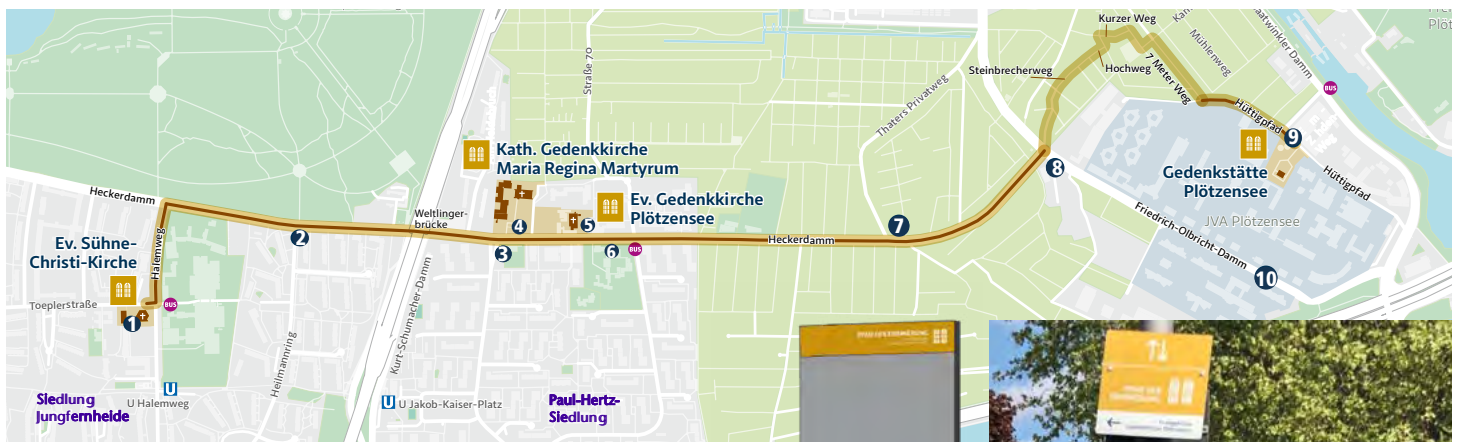 Kurzer Weg
Steinbrecherweg
Hochweg
7 Meter Weg
Mühlenweg
Plöt
Straße 70
Thaters Privatweg
BUS
Hüttigpfad
9
Kath. Gedenkkirche
Maria Regina Martyrum
Gedenkstätte
Plötzensee
Hüttigpfad
8
Heckerdamm
Weltlinger-
brücke
Ev. Gedenkkirche
Plötzensee
JVA Plötzensee
Friedrich-Olbricht-Damm
4
5
7
2
3
6
BUS
Heckerdamm
10
Ev. Sühne-
Christi-Kirche
Halemweg
Toeplerstraße
BUS
1
Kurt-Schumacher-Damm
Heilmannring
U
U Halemweg
U
U Jakob-Kaiser-Platz
Siedlung
Jungfernheide
Paul-Hertz-
Siedlung